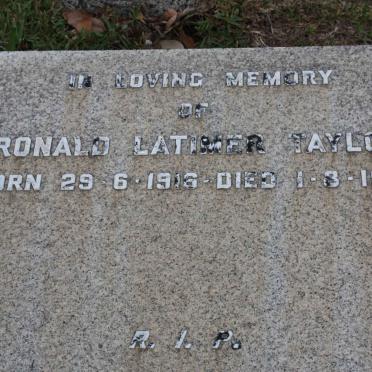 IN LOVING MEMORY
OF
RONALD LATIMER TAYLO
ORN 29-6-1916-DIED 1-8-1
R. I. P.